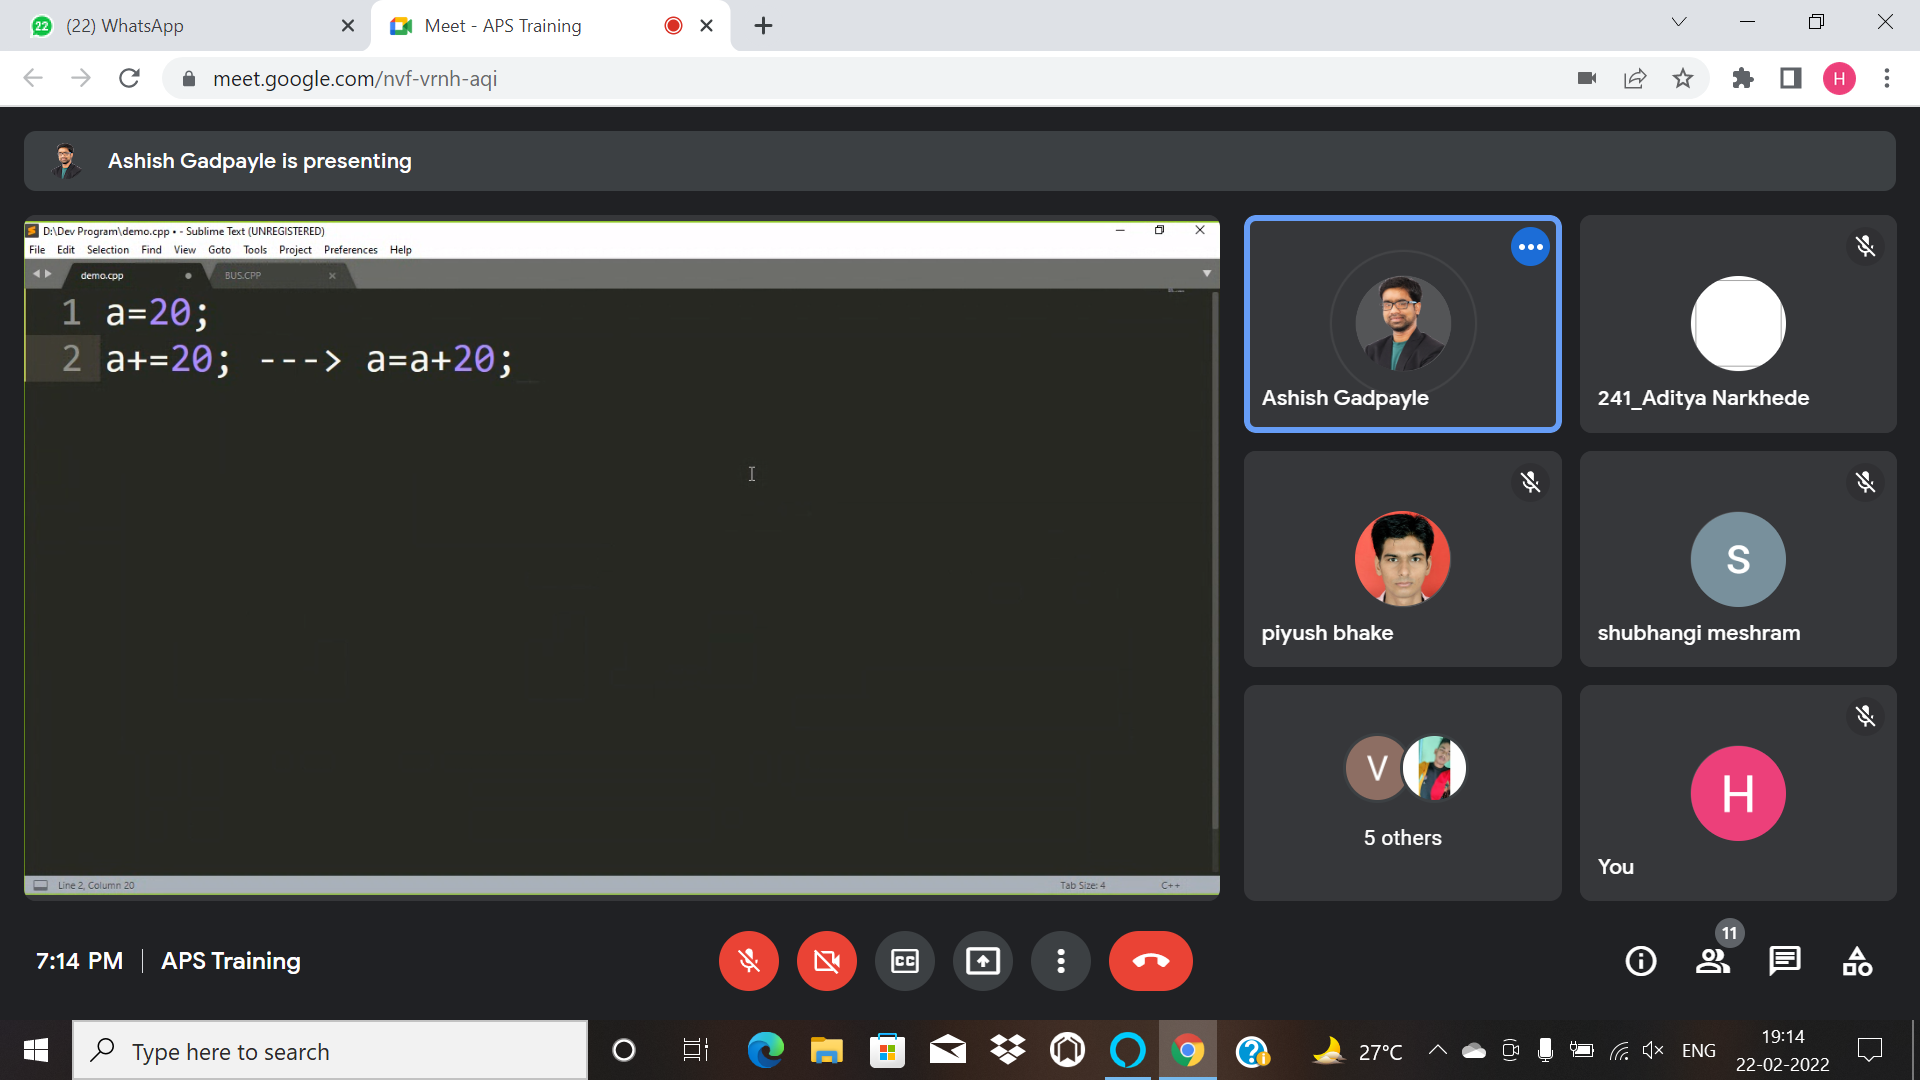 22
(22) WhatsApp
Meet - APS Training
meet.google.com/nvf-vrnh-aqi
H
Ashish Gadpayle is presenting
D:\Dev Program\demo.cpp • - Sublime Text (UNREGISTERED)
File Edit Selection Find View Goto Tools Project Preferences Help
demo.cpp
BUS.CPP
1 a=20;
2 a+=20; ---> a=a+20;
Line 2, Column 20
Tab Size: 4
C++
Ashish Gadpayle
241_Aditya Narkhede
piyush bhake
S
shubhangi meshram
V
5 others
H
You
7:14 PM
APS Training
CC
11
Type here to search
27°C
ENG
19:14
22-02-2022